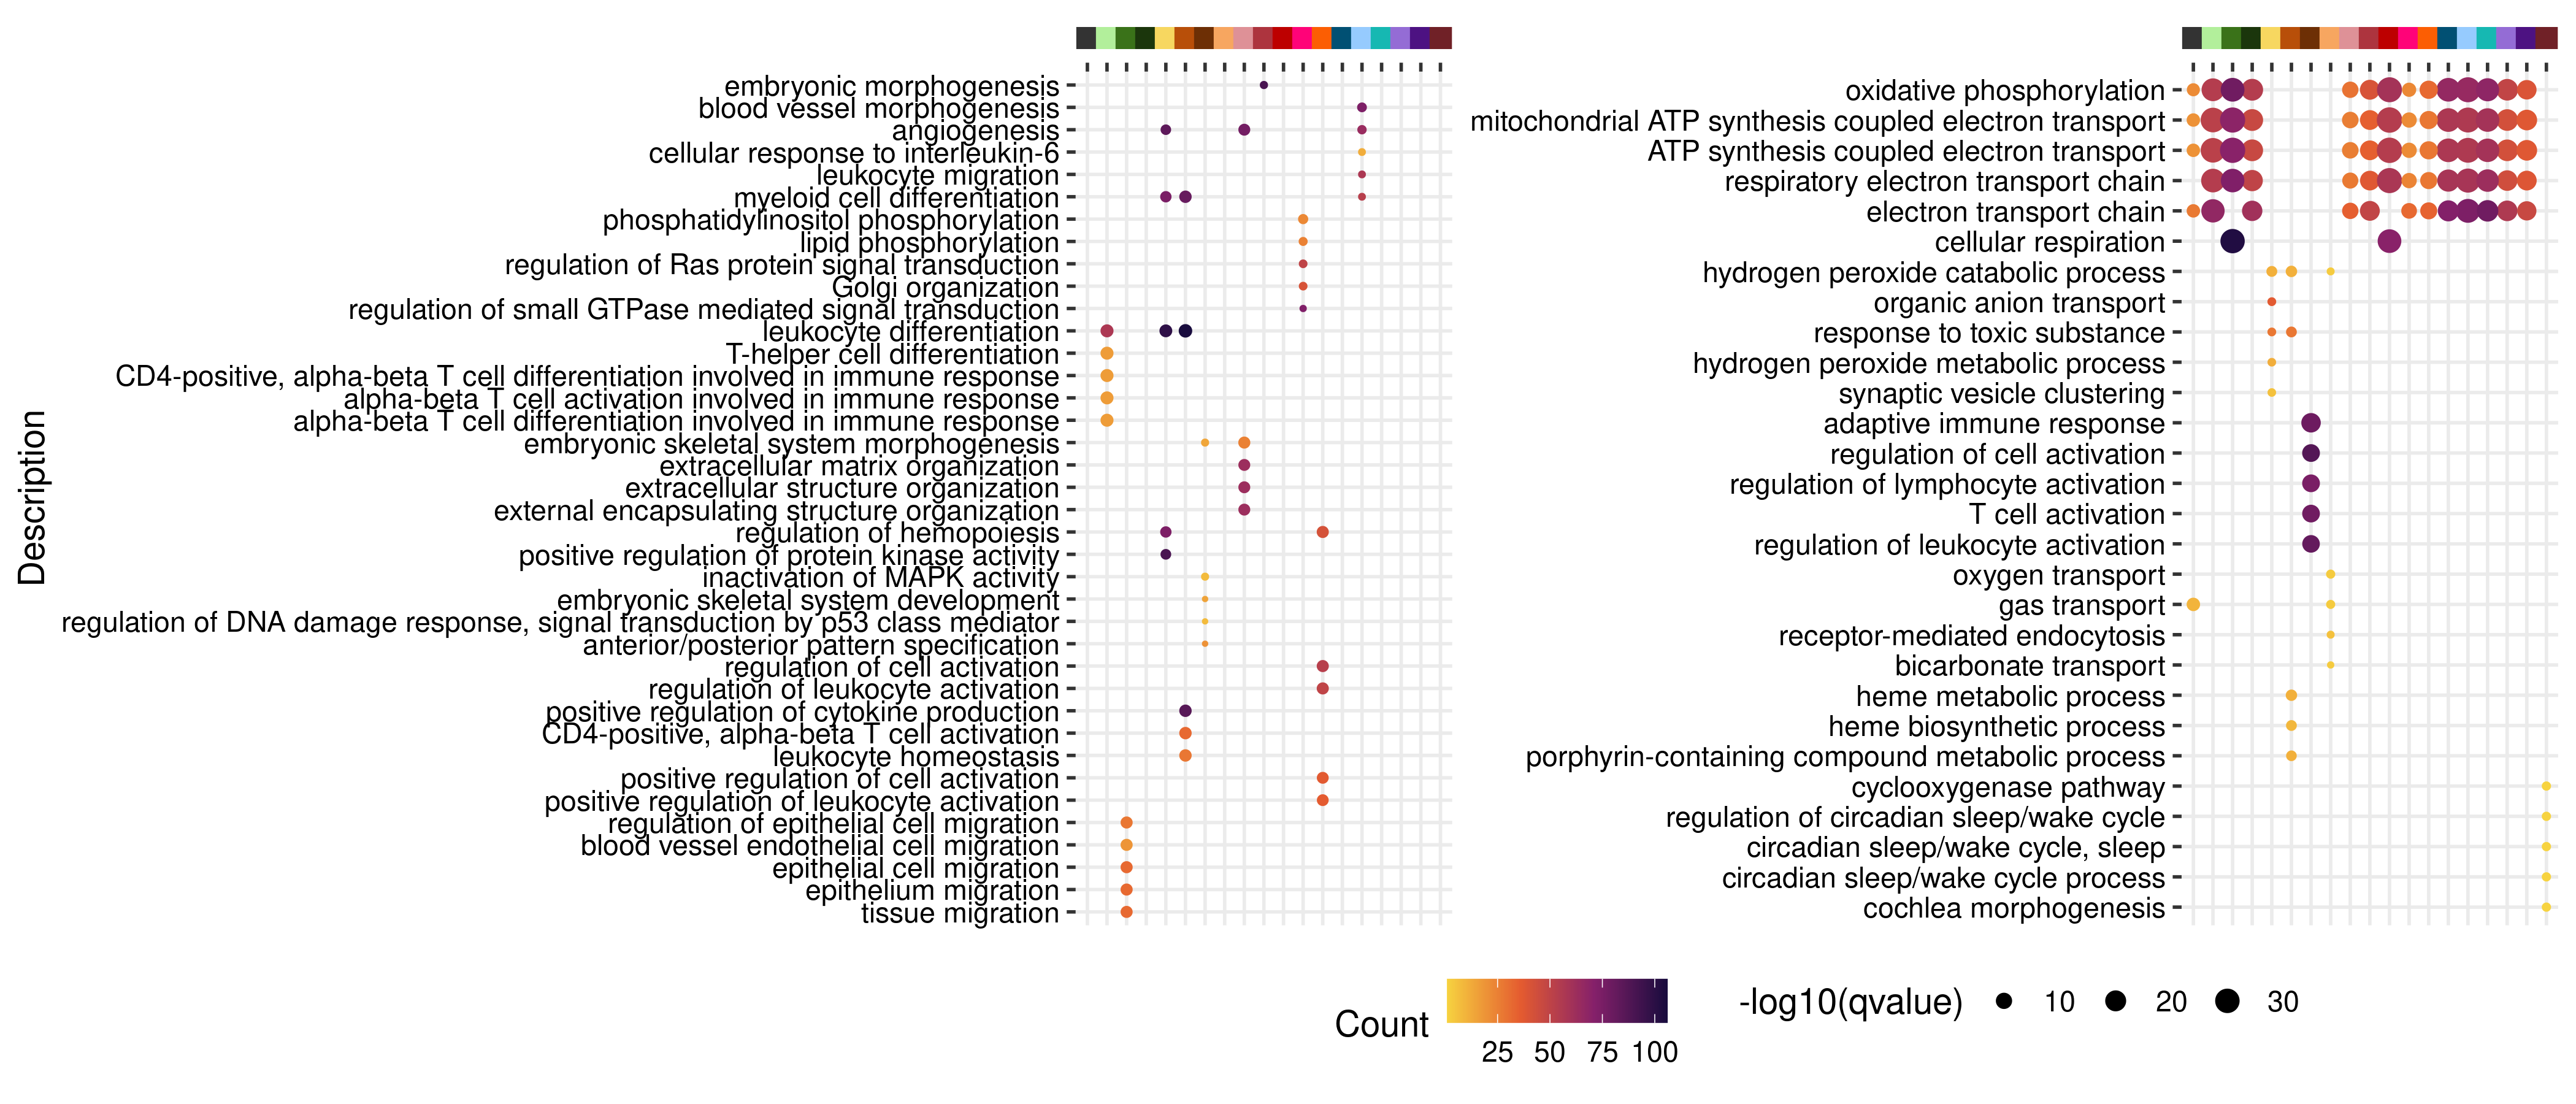 Description
embryonic morphogenesis
blood vessel morphogenesis
angiogenesis
cellular response to interleukin-6
leukocyte migration
myeloid cell differentiation
phosphatidylinositol phosphorylation
lipid phosphorylation
regulation of Ras protein signal transduction
Golgi organization
regulation of small GTPase mediated signal transduction
leukocyte differentiation
T-helper cell differentiation
CD4-positive, alpha-beta T cell differentiation involved in immune response
alpha-beta T cell activation involved in immune response
alpha-beta T cell differentiation involved in immune response
embryonic skeletal system morphogenesis
extracellular matrix organization
extracellular structure organization
external encapsulating structure organization
regulation of hemopoiesis
positive regulation of protein kinase activity
inactivation of MAPK activity
embryonic skeletal system development
regulation of DNA damage response, signal transduction by p53 class mediator
anterior/posterior pattern specification
regulation of cell activation
regulation of leukocyte activation
positive regulation of cytokine production
CD4-positive, alpha-beta T cell activation
leukocyte homeostasis
positive regulation of cell activation
positive regulation of leukocyte activation
regulation of epithelial cell migration
blood vessel endothelial cell migration
epithelial cell migration
epithelium migration
tissue migration
oxidative phosphorylation
mitochondrial ATP synthesis coupled electron transport
ATP synthesis coupled electron transport
respiratory electron transport chain
electron transport chain
cellular respiration
hydrogen peroxide catabolic process
organic anion transport
response to toxic substance
hydrogen peroxide metabolic process
synaptic vesicle clustering
adaptive immune response
regulation of cell activation
regulation of lymphocyte activation
T cell activation
regulation of leukocyte activation
oxygen transport
gas transport
receptor-mediated endocytosis
bicarbonate transport
heme metabolic process
heme biosynthetic process
porphyrin-containing compound metabolic process
cyclooxygenase pathway
regulation of circadian sleep/wake cycle
circadian sleep/wake cycle, sleep
circadian sleep/wake cycle process
cochlea morphogenesis
Count
25 50 75 100
-log10(qvalue) 10 20 30